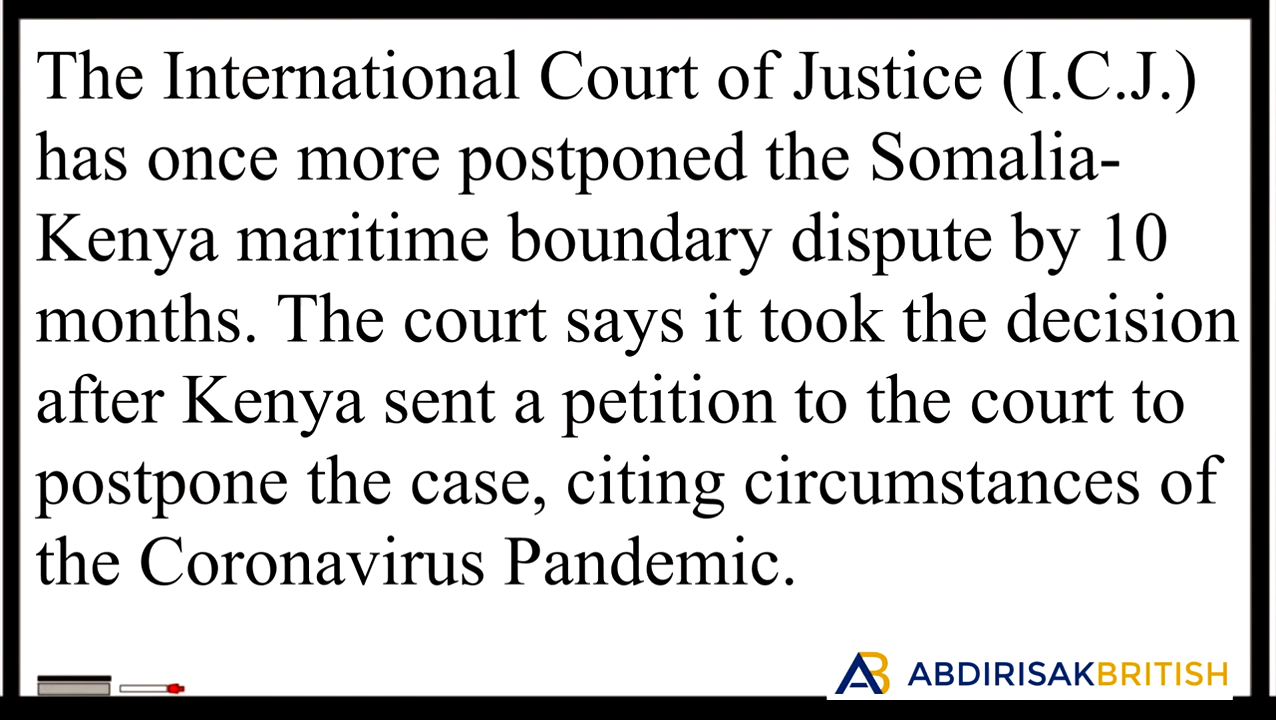 The International Court of Justice (I.C.J.)
has once more postponed the Somalia-
Kenya maritime boundary dispute by 10
months. The court says it took the decision
after Kenya sent a petition to the court to
postpone the case, citing circumstances of
the Coronavirus Pandemic.
AB ABDIRISAKBRITISH